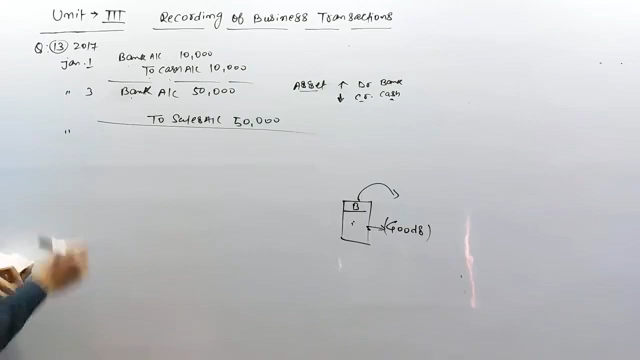 Unit → III Recording of Business Transactions
Q: 13 2017
Jan. 1 Bank A/c 10,000
To Cash A/c 10,000
" 3 Bank A/c 50,000
To Sales A/c 50,000
"
Asset ↑ Dr Bank
↓ Cr. Cash
B
(Goods)